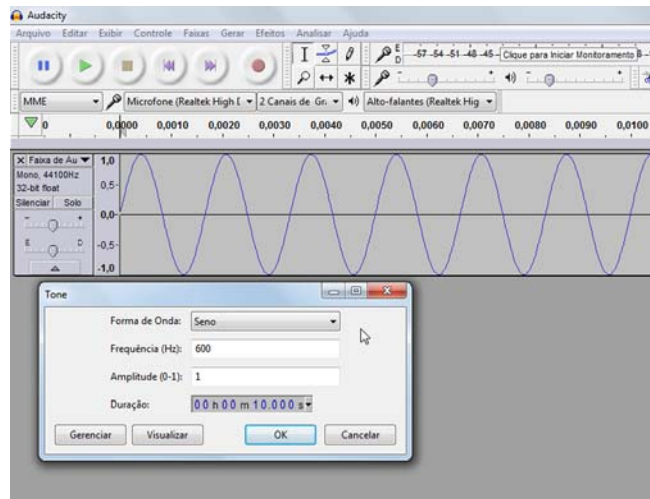 Audacity
Arquivo Editar Exibir Controle Faixas Gerar Efeitos Analisar Ajuda
E D -57 -54 -51 -48 -45 - Clique para Iniciar Monitoramento
MME Microfone (Realtek High D 2 Canais de Gra Alto-falantes (Realtek Hig
0 0,0000 0,0010 0,0020 0,0030 0,0040 0,0050 0,0060 0,0070 0,0080 0,0090 0,0100
X Faixa de Áu 1,0
Mono, 44100Hz
32-bit float 0,5-
Silenciar Solo
- + 0,0-
E D -0,5-
-1,0
Tone
Forma de Onda: Seno
Frequência (Hz): 600
Amplitude (0-1): 1
Duração: 00 h 00 m 10.000 s
Gerenciar Visualizar OK Cancelar